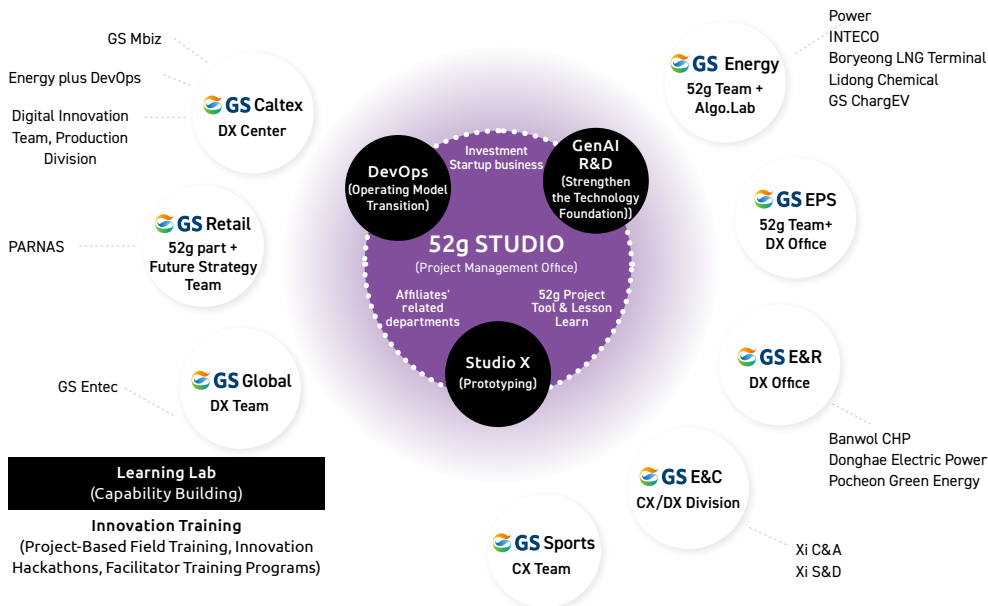 GS Mbiz
Energy plus DevOps
Digital Innovation
Team, Production
Division
GS Caltex
DX Center
PARNAS
GS Retail
52g part +
Future Strategy
Team
GS Entec
GS Global
DX Team
Learning Lab
(Capability Building)
Innovation Training
(Project-Based Field Training, Innovation
Hackathons, Facilitator Training Programs)
DevOps
(Operating Model
Transition)
Investment
Startup business
GenAI
R&D
(Strengthen
the Technology
Foundation))
52g STUDIO
(Project Management Office)
Affiliates'
related
departments
52g Project
Tool & Lesson
Learn
Studio X
(Prototyping)
GS Energy
52g Team +
Algo.Lab
Power
INTECO
Boryeong LNG Terminal
Lidong Chemical
GS ChargEV
GS EPS
52g Team+
DX Office
GS E&R
DX Office
Banwol CHP
Donghae Electric Power
Pocheon Green Energy
GS E&C
CX/DX Division
Xi C&A
Xi S&D
GS Sports
CX Team